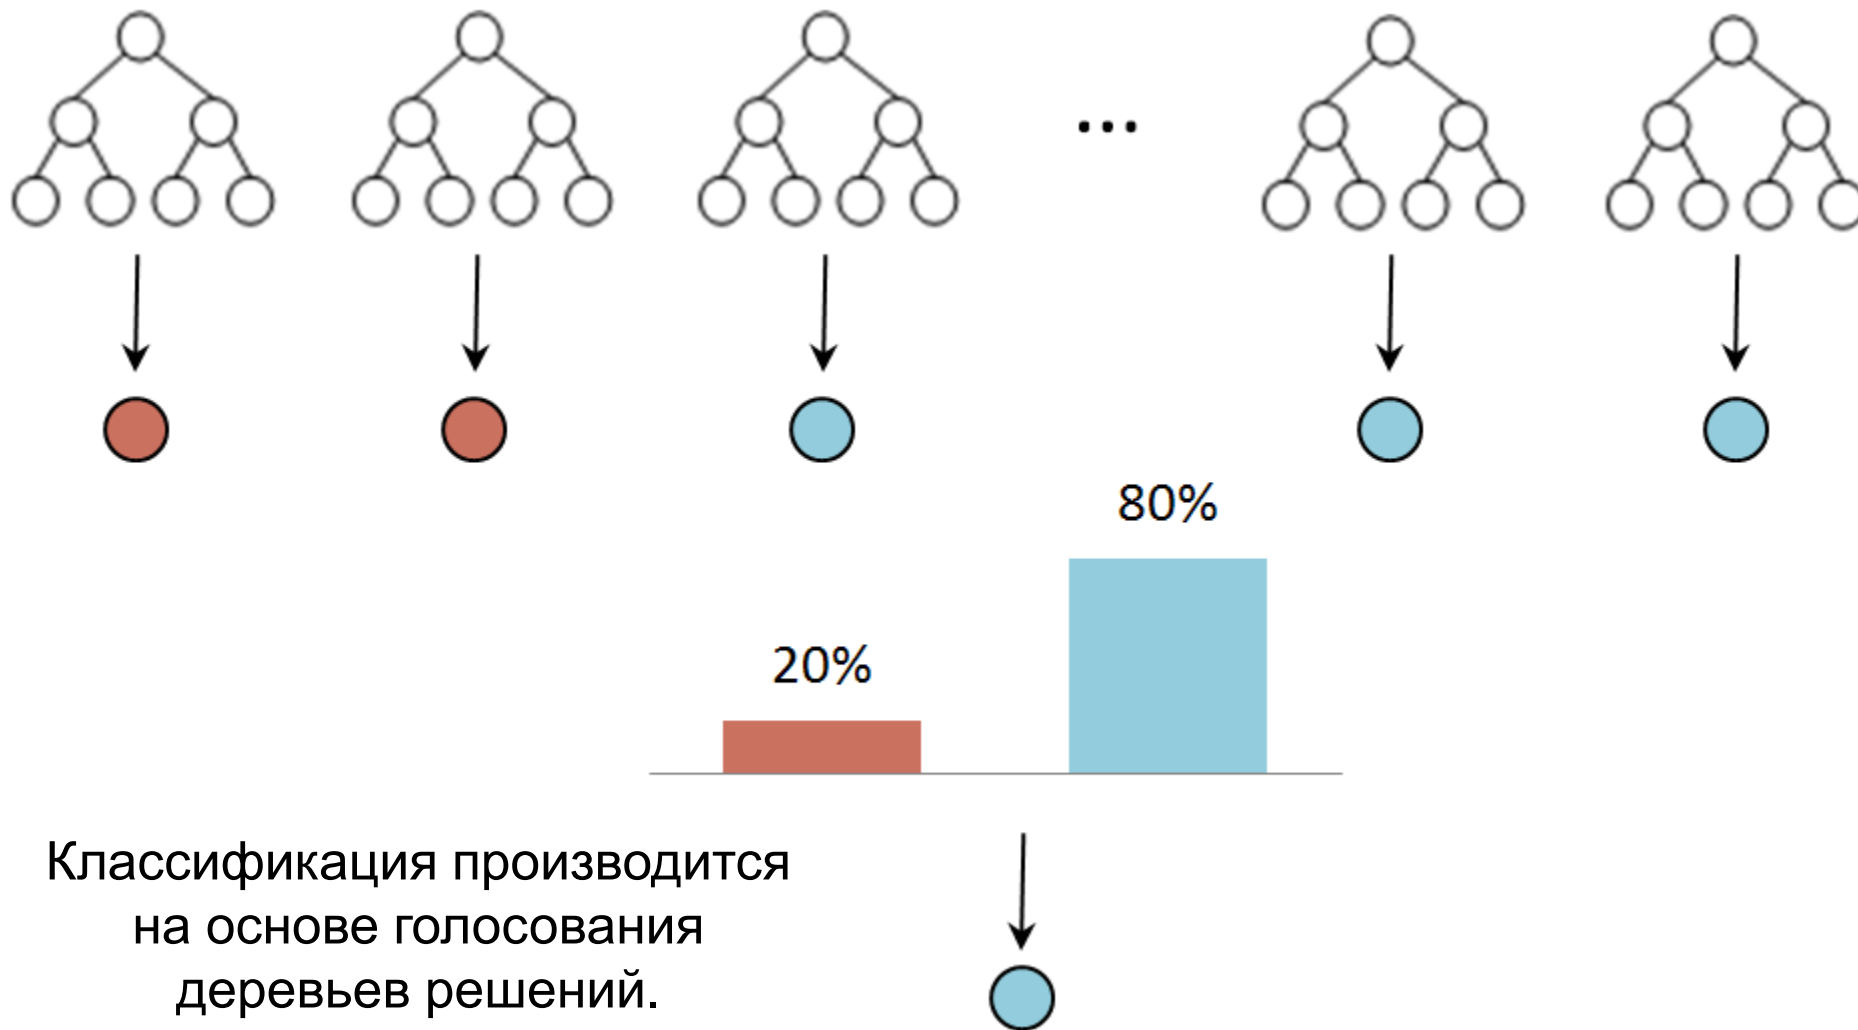 ...
80%
20%
Классификация производится
на основе голосования
деревьев решений.